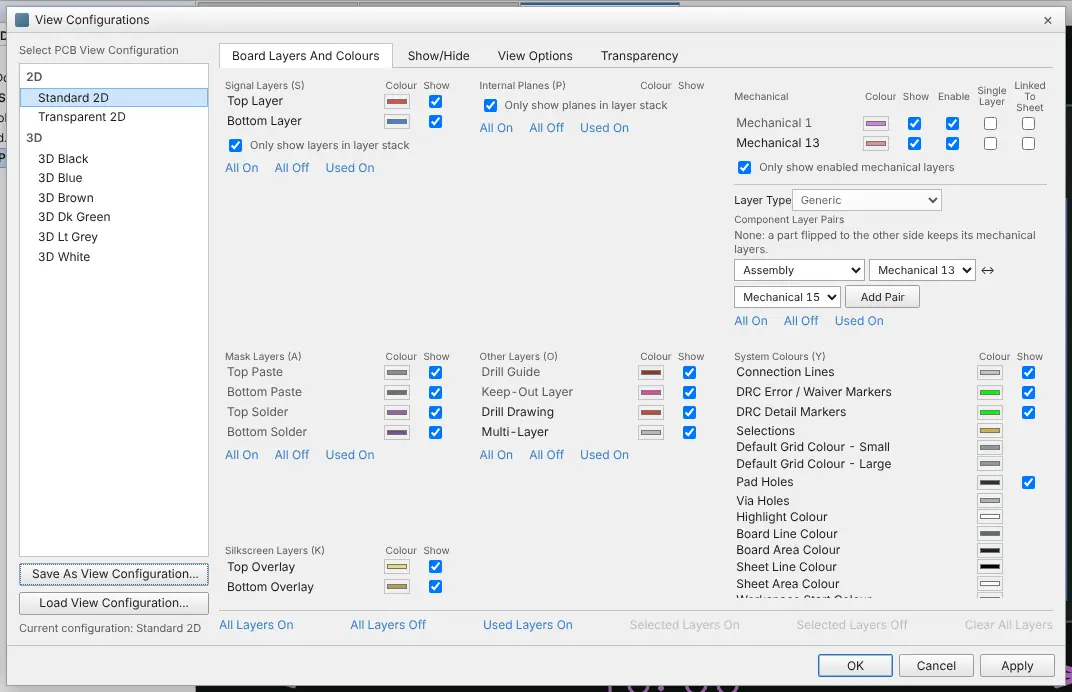 View Configurations
×
Select PCB View Configuration
2D
Standard 2D
Transparent 2D
3D
3D Black
3D Blue
3D Brown
3D Dk Green
3D Lt Grey
3D White
Save As View Configuration...
Load View Configuration...
Current configuration: Standard 2D
Board Layers And Colours Show/Hide View Options Transparency
Signal Layers (S) Colour Show
Top Layer
Bottom Layer
Only show layers in layer stack
All On All Off Used On
Internal Planes (P) Colour Show
Only show planes in layer stack
All On All Off Used On
Mechanical Colour Show Enable Single Layer Linked To Sheet
Mechanical 1
Mechanical 13
Only show enabled mechanical layers
Layer Type Generic
Component Layer Pairs
None: a part flipped to the other side keeps its mechanical
layers.
Assembly Mechanical 13 ↔
Mechanical 15 Add Pair
All On All Off Used On
Mask Layers (A) Colour Show
Top Paste
Bottom Paste
Top Solder
Bottom Solder
All On All Off Used On
Other Layers (O) Colour Show
Drill Guide
Keep-Out Layer
Drill Drawing
Multi-Layer
All On All Off Used On
System Colours (Y) Colour Show
Connection Lines
DRC Error / Waiver Markers
DRC Detail Markers
Selections
Default Grid Colour - Small
Default Grid Colour - Large
Pad Holes
Via Holes
Highlight Colour
Board Line Colour
Board Area Colour
Sheet Line Colour
Sheet Area Colour
Silkscreen Layers (K) Colour Show
Top Overlay
Bottom Overlay
All Layers On All Layers Off Used Layers On Selected Layers On Selected Layers Off Clear All Layers
OK Cancel Apply